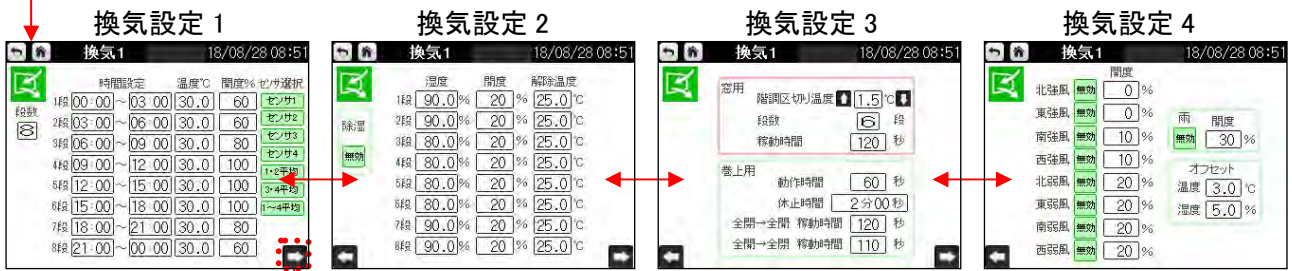 換気設定 1
換気1 18/08/28 08:51
時間設定 温度℃ 開度% センサ選択
段数
8
1段 00:00 ~ 03:00 30.0 60 センサ1
2段 03:00 ~ 06:00 30.0 60 センサ2
3段 06:00 ~ 09:00 30.0 80 センサ3
4段 09:00 ~ 12:00 30.0 100 センサ4
5段 12:00 ~ 15:00 30.0 100 1・2平均
6段 15:00 ~ 18:00 30.0 100 3・4平均
7段 18:00 ~ 21:00 30.0 80 1~4平均
8段 21:00 ~ 00:00 30.0 60
換気設定 2
換気1 18/08/28 08:51
湿度 開度 解除温度
除湿
無効
1段 90.0 % 20 % 25.0 ℃
2段 90.0 % 20 % 25.0 ℃
3段 80.0 % 20 % 25.0 ℃
4段 80.0 % 20 % 25.0 ℃
5段 80.0 % 20 % 25.0 ℃
6段 80.0 % 20 % 25.0 ℃
7段 90.0 % 20 % 25.0 ℃
8段 90.0 % 20 % 25.0 ℃
換気設定 3
換気1 18/08/28 08:51
窓用
階調区切り温度 1.5 ℃
段数 6 段
稼動時間 120 秒
巻上用
動作時間 60 秒
休止時間 2分00秒
全閉→全開 稼動時間 120 秒
全開→全閉 稼動時間 110 秒
換気設定 4
換気1 18/08/28 08:51
開度
北強風 無効 0 %
東強風 無効 0 %
南強風 無効 10 %
西強風 無効 10 %
北弱風 無効 20 %
東弱風 無効 20 %
南弱風 無効 20 %
西弱風 無効 20 %
雨 開度
無効 30 %
オフセット
温度 3.0 ℃
湿度 5.0 %